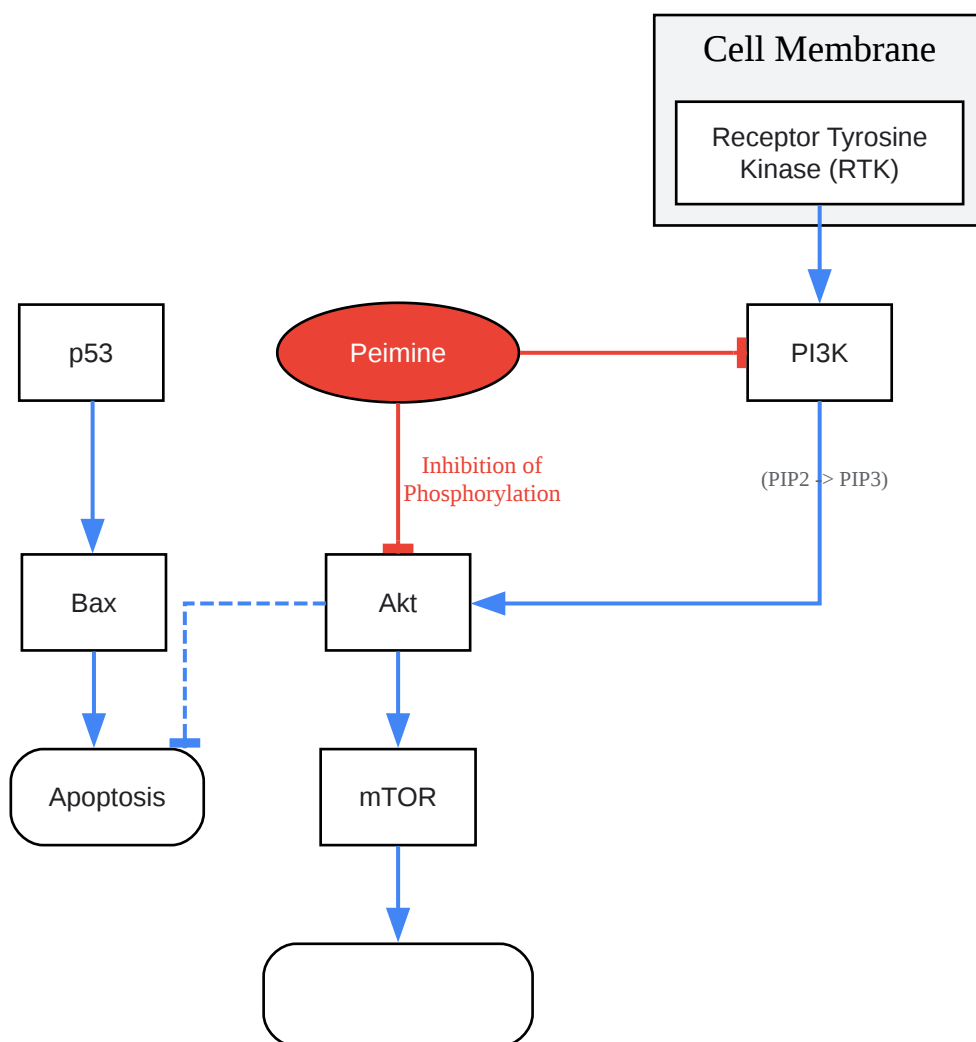 Cell Membrane
Receptor Tyrosine
Kinase (RTK)
p53
Peimine
PI3K
Inhibition of
Phosphorylation
(PIP2 -> PIP3)
Bax
Akt
Apoptosis
mTOR